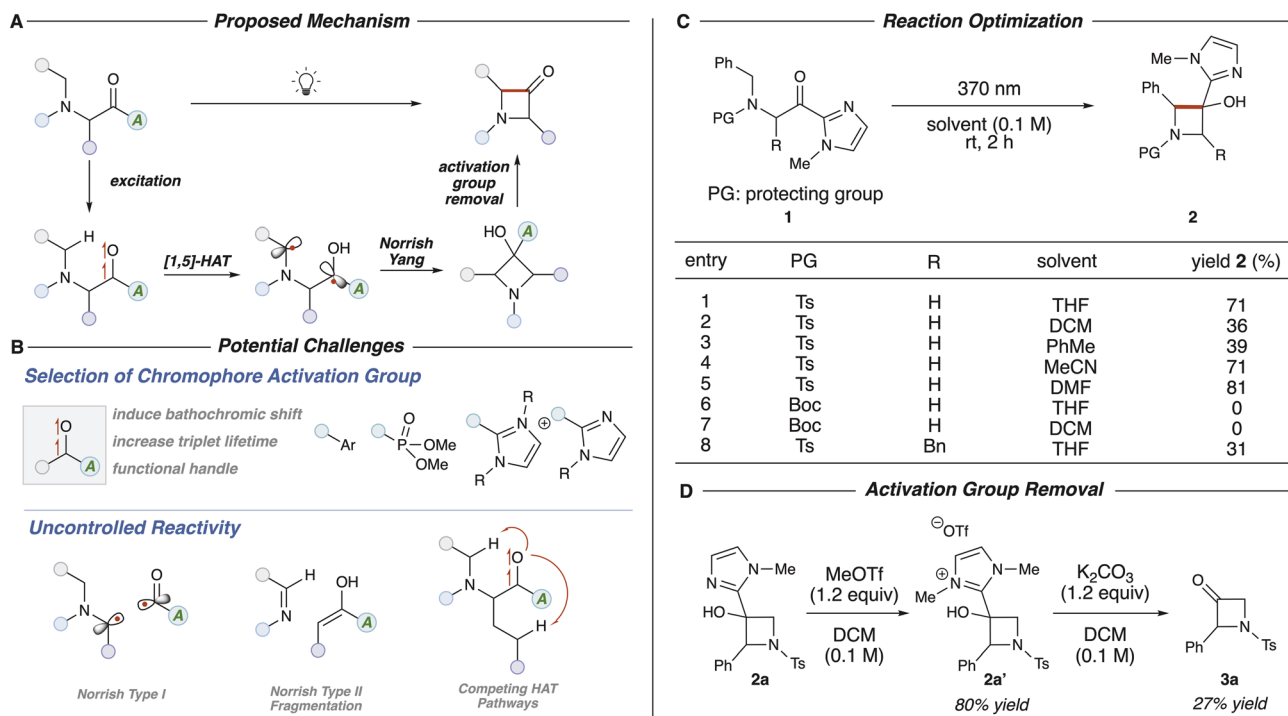 A Proposed Mechanism
O
N
A
excitation
O
N
activation
group
removal
H
O
N
A
[1,5]-HAT
OH
N
A
Norrish
Yang
HO
A
N
B Potential Challenges
Selection of Chromophore Activation Group
O
A
induce bathochromic shift
increase triplet lifetime
functional handle
Ar
O
P
OMe
OMe
R
N
+
N
R
N
N
R
Uncontrolled Reactivity
N
O
A
Norrish Type I
H
N
OH
A
Norrish Type II
Fragmentation
H
O
N
A
H
Competing HAT
Pathways
C Reaction Optimization
Ph
O
N
N
PG
R
N
Me
PG: protecting group
1
370 nm
solvent (0.1 M)
rt, 2 h
Me
N
N
Ph
OH
N
PG
R
2
entry PG R solvent yield 2 (%)
1 Ts H THF 71
2 Ts H DCM 36
3 Ts H PhMe 39
4 Ts H MeCN 71
5 Ts H DMF 81
6 Boc H THF 0
7 Boc H DCM 0
8 Ts Bn THF 31
D Activation Group Removal
N
N
Me
HO
N
Ph
Ts
2a
MeOTf
(1.2 equiv)
DCM
(0.1 M)
⊖OTf
⊕
N
Me
N
Me
HO
N
Ph
Ts
2a'
80% yield
K2CO3
(1.2 equiv)
DCM
(0.1 M)
O
N
Ph
Ts
3a
27% yield